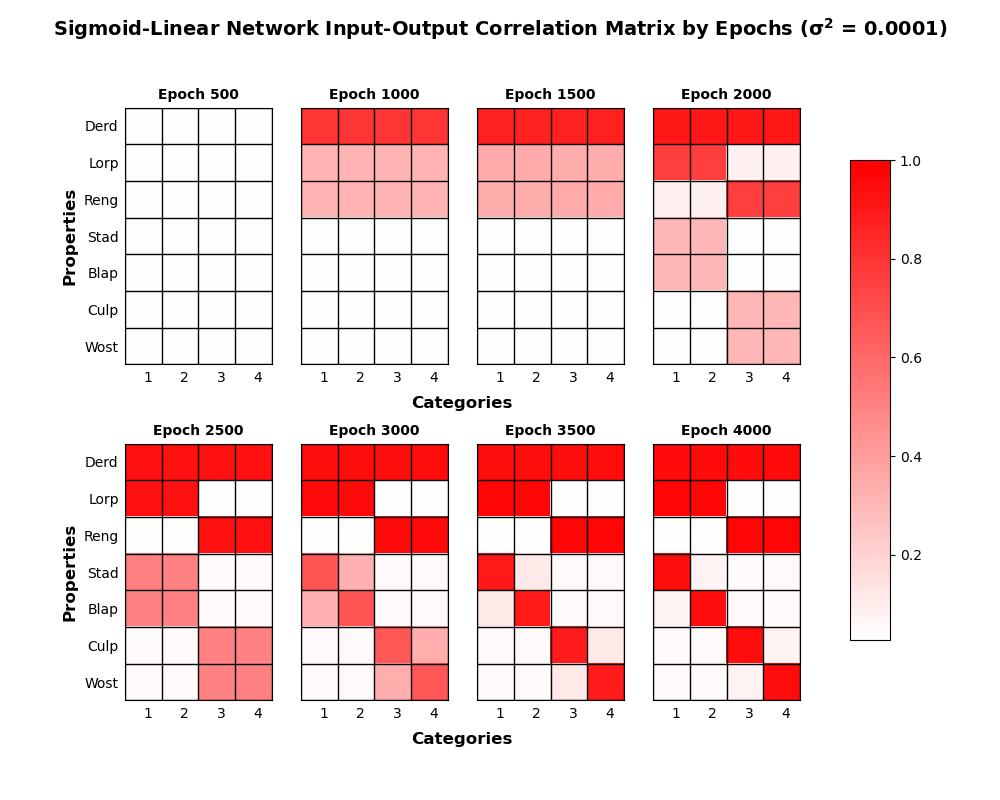 Sigmoid-Linear Network Input-Output Correlation Matrix by Epochs (σ² = 0.0001)
Epoch 500 Epoch 1000 Epoch 1500 Epoch 2000
Derd
Lorp
Reng
Stad
Blap
Culp
Wost
Properties
1 2 3 4 1 2 3 4 1 2 3 4 1 2 3 4
Categories
Epoch 2500 Epoch 3000 Epoch 3500 Epoch 4000
Derd
Lorp
Reng
Stad
Blap
Culp
Wost
Properties
1 2 3 4 1 2 3 4 1 2 3 4 1 2 3 4
Categories
1.0
0.8
0.6
0.4
0.2